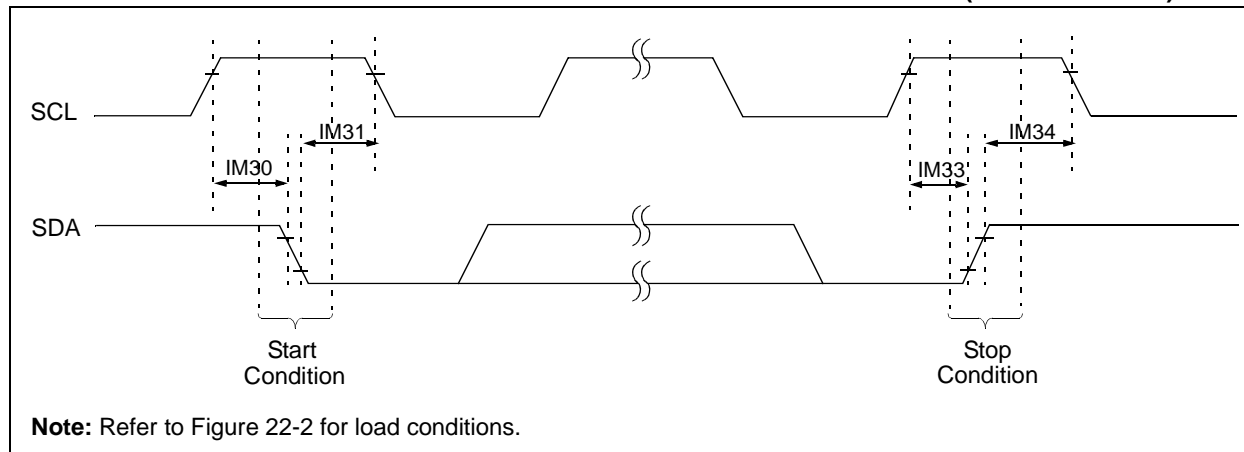 SCL
IM31
IM34
IM30
IM33
SDA
Start
Condition
Stop
Condition
Note: Refer to Figure 22-2 for load conditions.